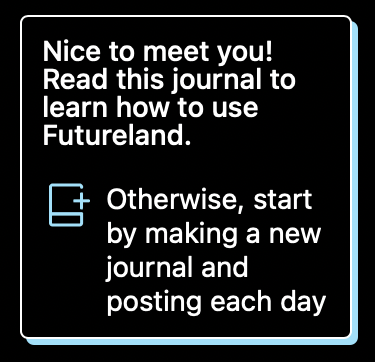 Nice to meet you!
Read this journal to
learn how to use
Futureland.
Otherwise, start
by making a new
journal and
posting each day